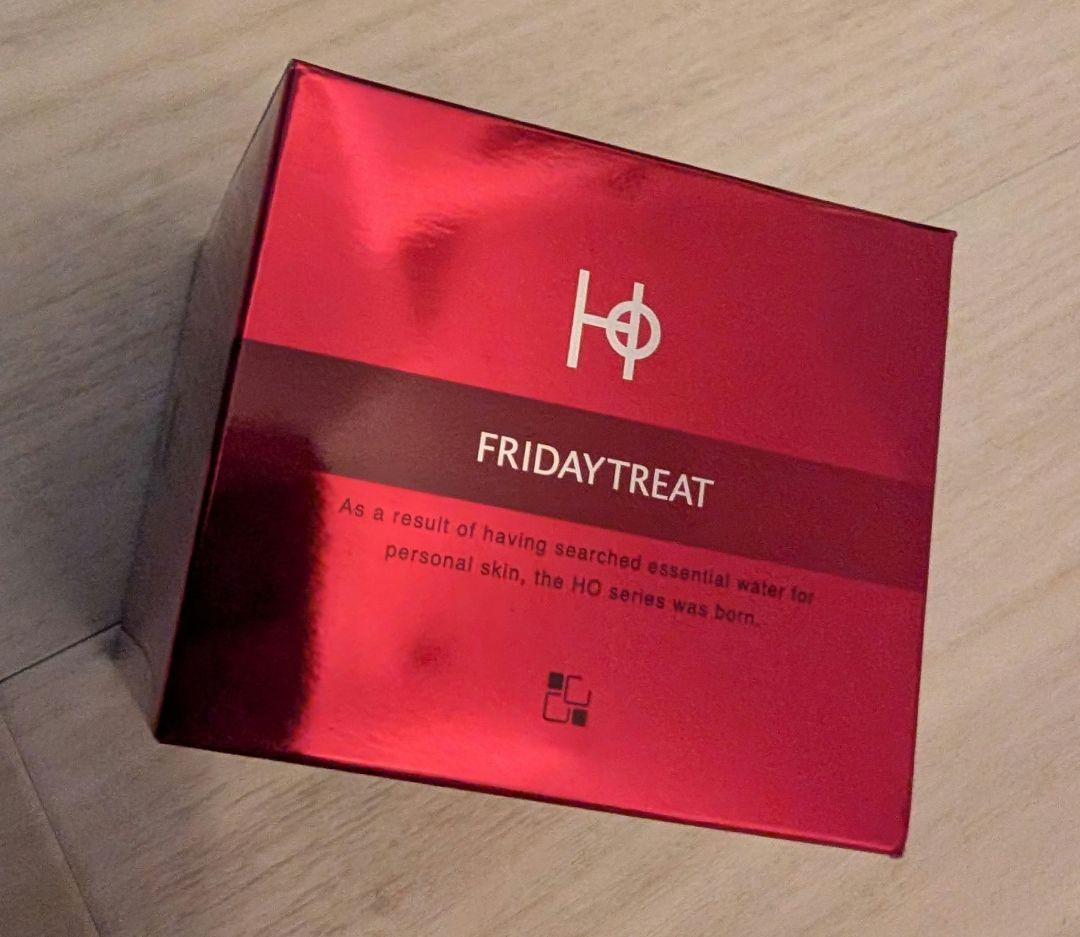 HO
FRIDAYTREAT
As a result of having searched essential water for
personal skin, the HO series was born.